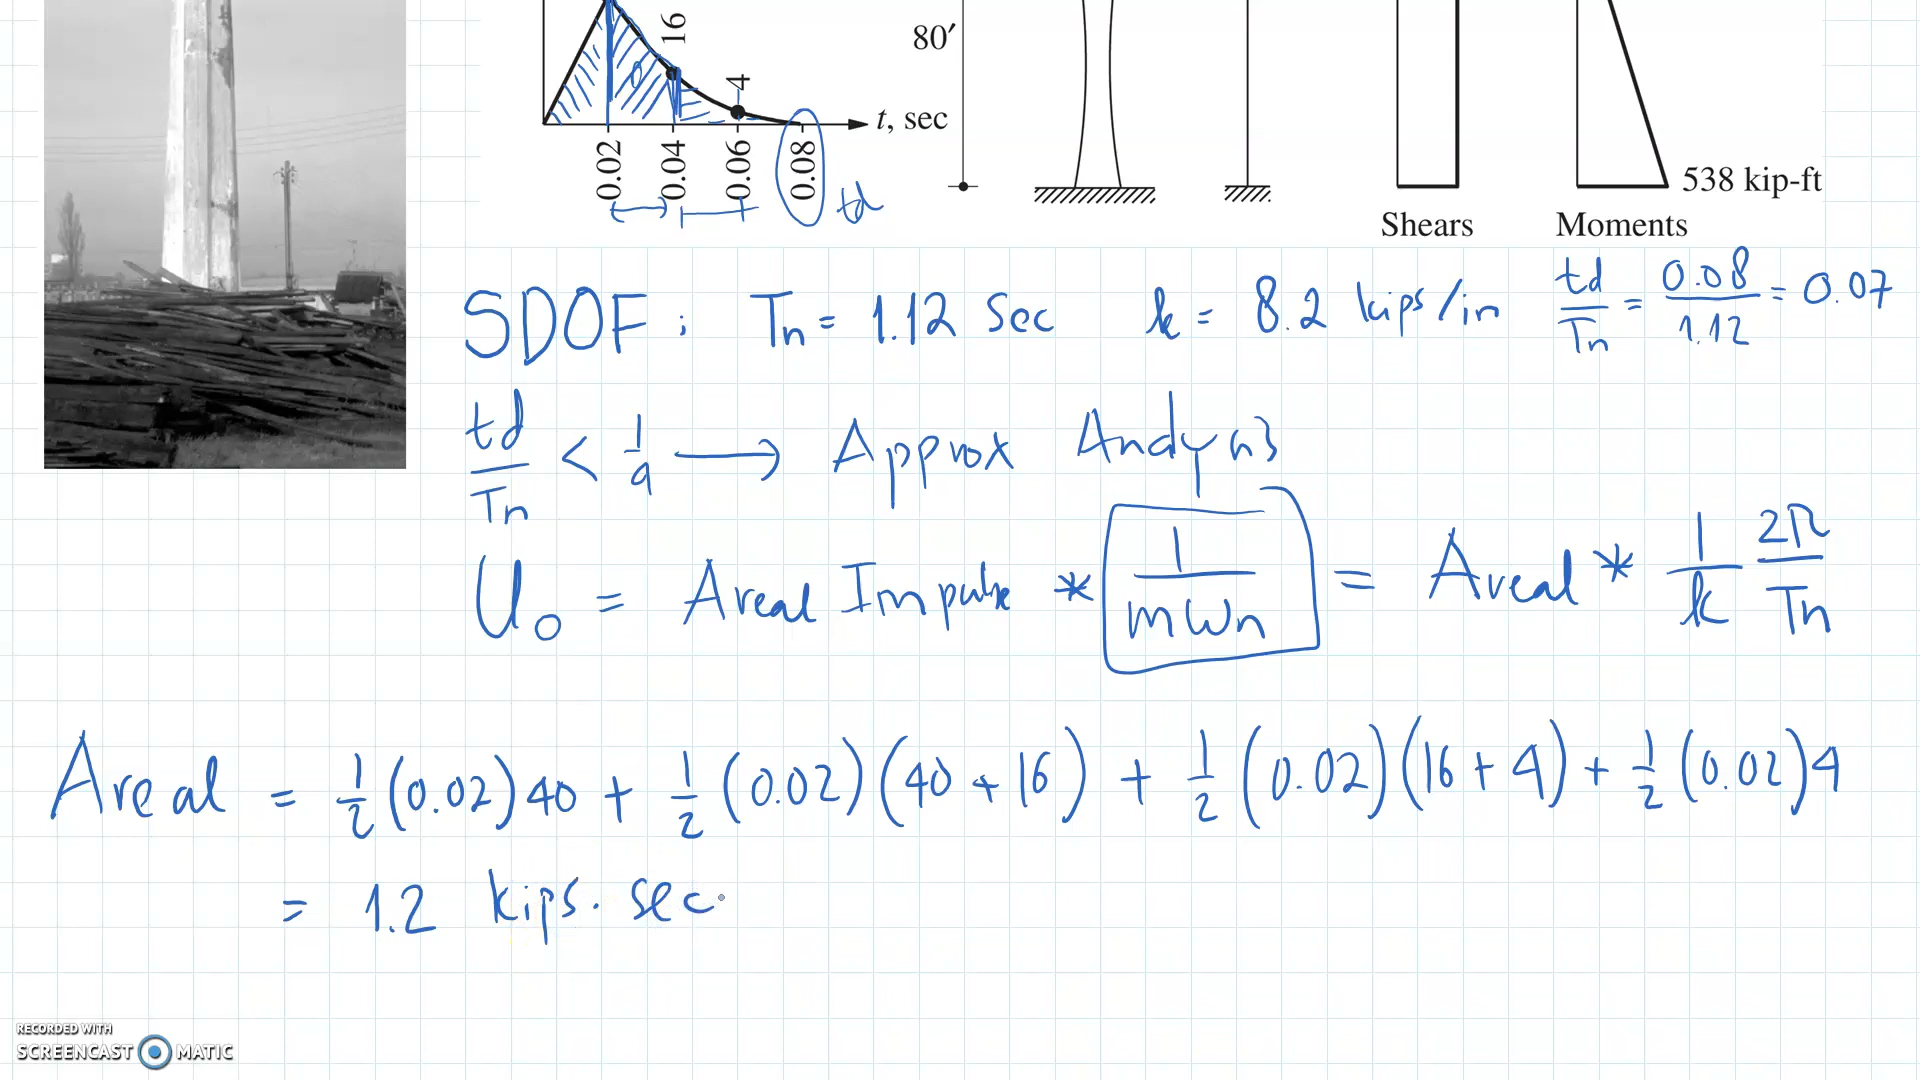 16
4
80′
t, sec
0.02 0.04 0.06 0.08
td
538 kip-ft
Shears Moments
SDOF: Tn = 1.12 Sec k = 8.2 kips/in td/Tn = 0.08/1.12 = 0.07
td/Tn < 1/4 → Approx Analysis
U0 = Areal Impulse * 1/mωn = Areal * 1/k 2π/Tn
Areal = 1/2 (0.02) 40 + 1/2 (0.02) (40 + 16) + 1/2 (0.02) (16 + 4) + 1/2 (0.02) 4
= 1.2 kips. sec
RECORDED WITH
SCREENCAST MATIC